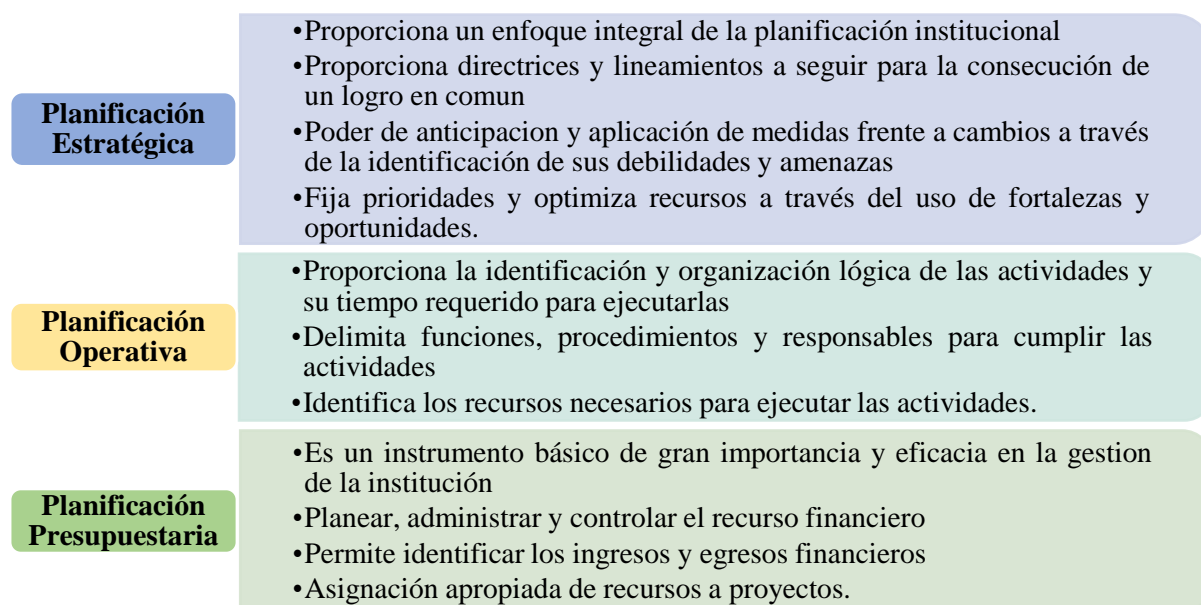 Planificación
Estratégica
•Proporciona un enfoque integral de la planificación institucional
•Proporciona directrices y lineamientos a seguir para la consecución de
un logro en comun
•Poder de anticipacion y aplicación de medidas frente a cambios a través
de la identificación de sus debilidades y amenazas
•Fija prioridades y optimiza recursos a través del uso de fortalezas y
oportunidades.
Planificación
Operativa
•Proporciona la identificación y organización lógica de las actividades y
su tiempo requerido para ejecutarlas
•Delimita funciones, procedimientos y responsables para cumplir las
actividades
•Identifica los recursos necesarios para ejecutar las actividades.
Planificación
Presupuestaria
•Es un instrumento básico de gran importancia y eficacia en la gestion
de la institución
•Planear, administrar y controlar el recurso financiero
•Permite identificar los ingresos y egresos financieros
•Asignación apropiada de recursos a proyectos.